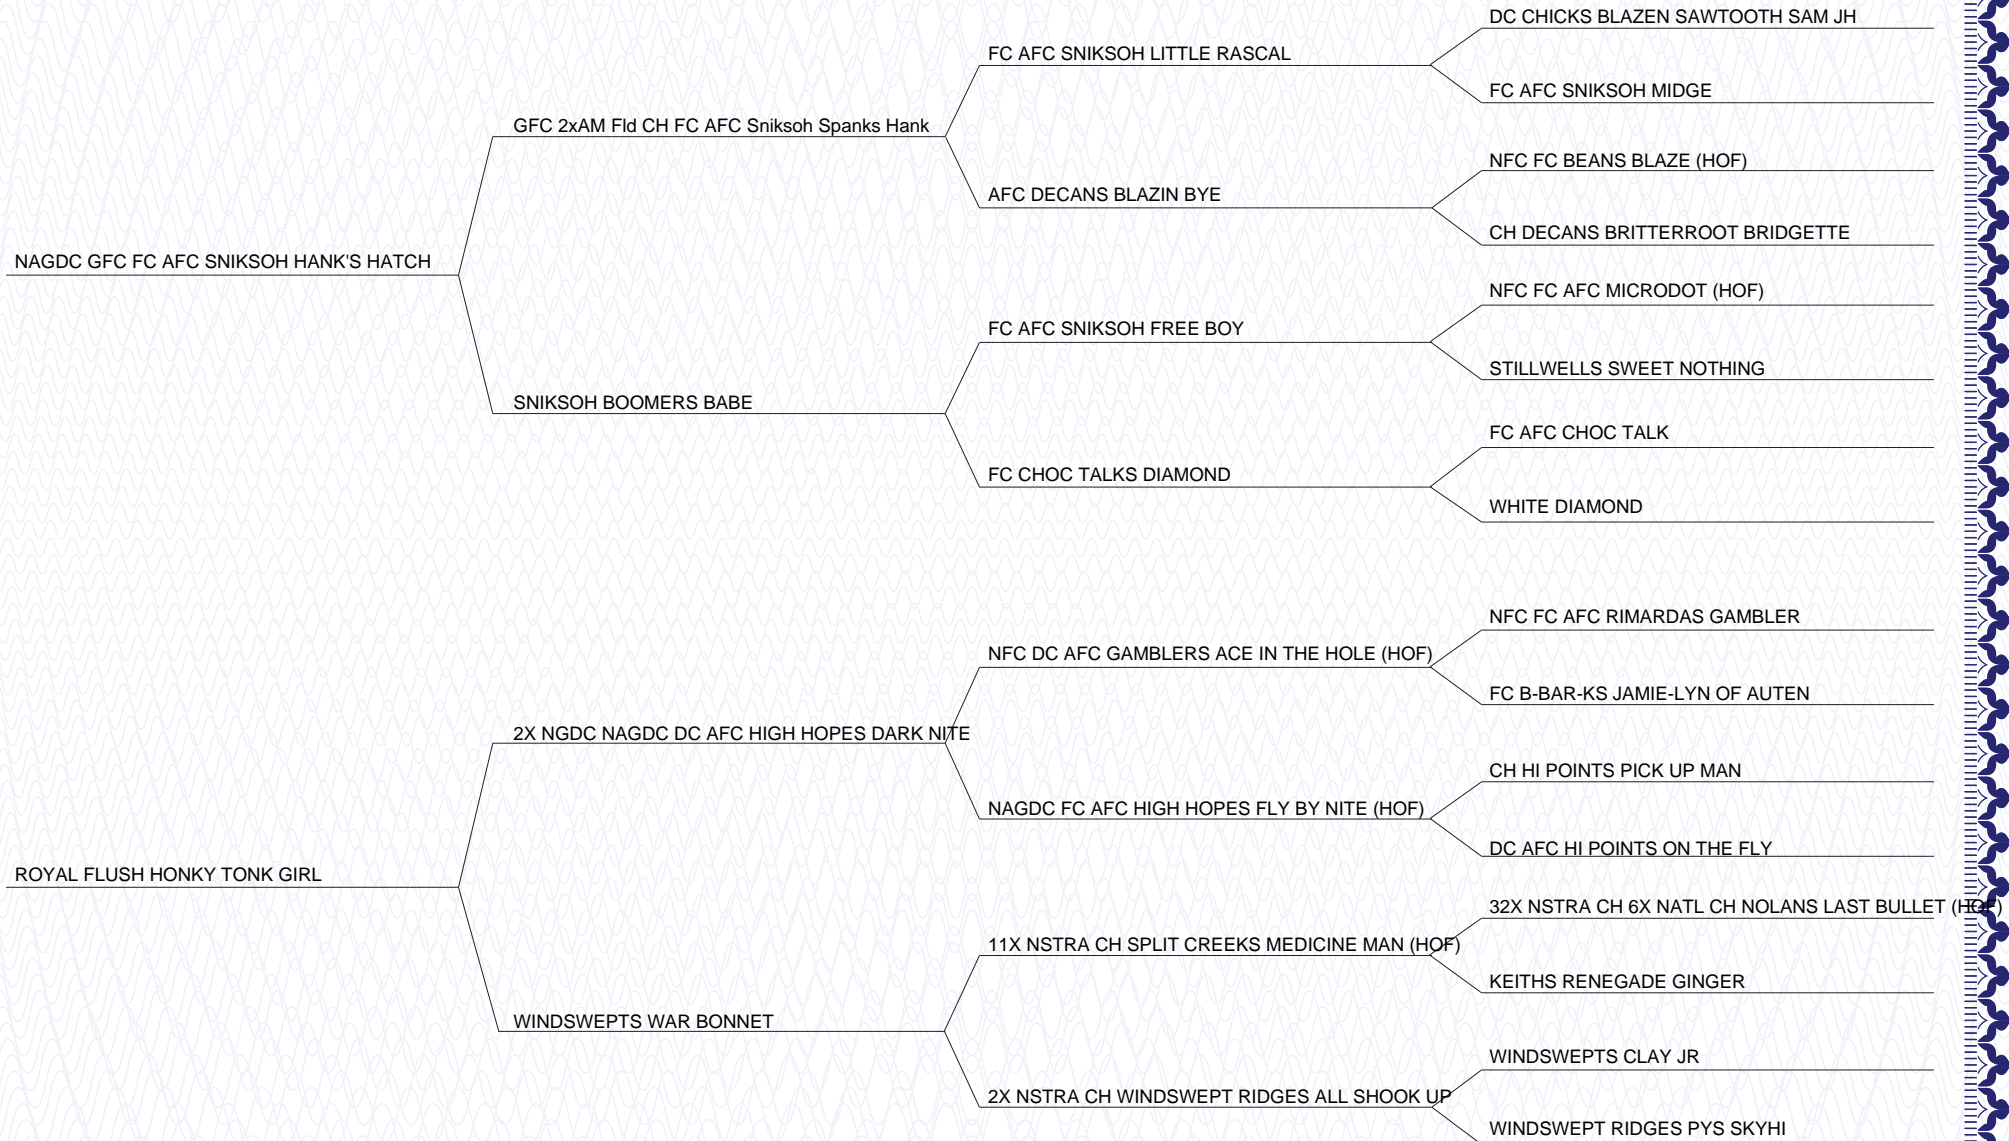 DC CHICKS BLAZEN SAWTOOTH SAM JH
FC AFC SNIKSOH LITTLE RASCAL
FC AFC SNIKSOH MIDGE
GFC 2xAM Fld CH FC AFC Sniksoh Spanks Hank
NFC FC BEANS BLAZE (HOF)
AFC DECANS BLAZIN BYE
CH DECANS BRITTERROOT BRIDGETTE
NAGDC GFC FC AFC SNIKSOH HANK'S HATCH
NFC FC AFC MICRODOT (HOF)
FC AFC SNIKSOH FREE BOY
STILLWELLS SWEET NOTHING
SNIKSOH BOOMERS BABE
FC AFC CHOC TALK
FC CHOC TALKS DIAMOND
WHITE DIAMOND
NFC FC AFC RIMARDAS GAMBLER
NFC DC AFC GAMBLERS ACE IN THE HOLE (HOF)
FC B-BAR-KS JAMIE-LYN OF AUTEN
2X NGDC NAGDC DC AFC HIGH HOPES DARK NITE
CH HI POINTS PICK UP MAN
NAGDC FC AFC HIGH HOPES FLY BY NITE (HOF)
DC AFC HI POINTS ON THE FLY
ROYAL FLUSH HONKY TONK GIRL
32X NSTRA CH 6X NATL CH NOLANS LAST BULLET (HOF)
11X NSTRA CH SPLIT CREEKS MEDICINE MAN (HOF)
KEITHS RENEGADE GINGER
WINDSWEPTS WAR BONNET
WINDSWEPTS CLAY JR
2X NSTRA CH WINDSWEPT RIDGES ALL SHOOK UP
WINDSWEPT RIDGES PYS SKYHI